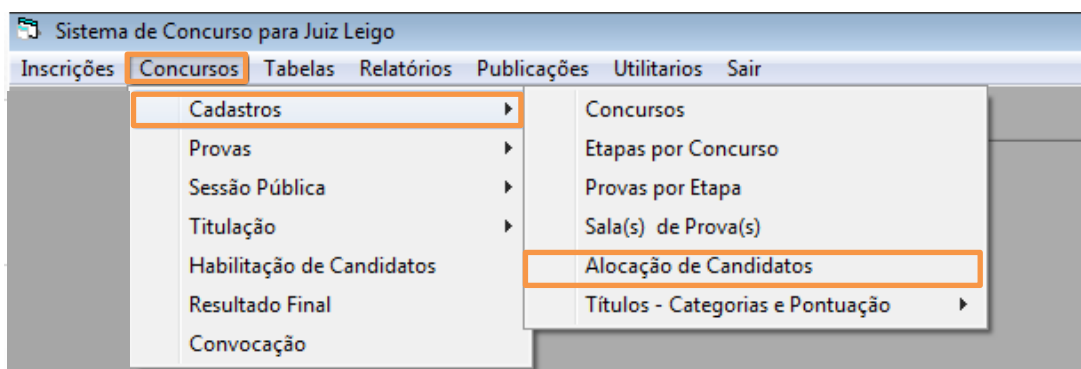 Sistema de Concurso para Juiz Leigo
Inscrições Concursos Tabelas Relatórios Publicações Utilitarios Sair
Cadastros
Provas
Sessão Pública
Titulação
Habilitação de Candidatos
Resultado Final
Convocação
Concursos
Etapas por Concurso
Provas por Etapa
Sala(s) de Prova(s)
Alocação de Candidatos
Títulos - Categorias e Pontuação